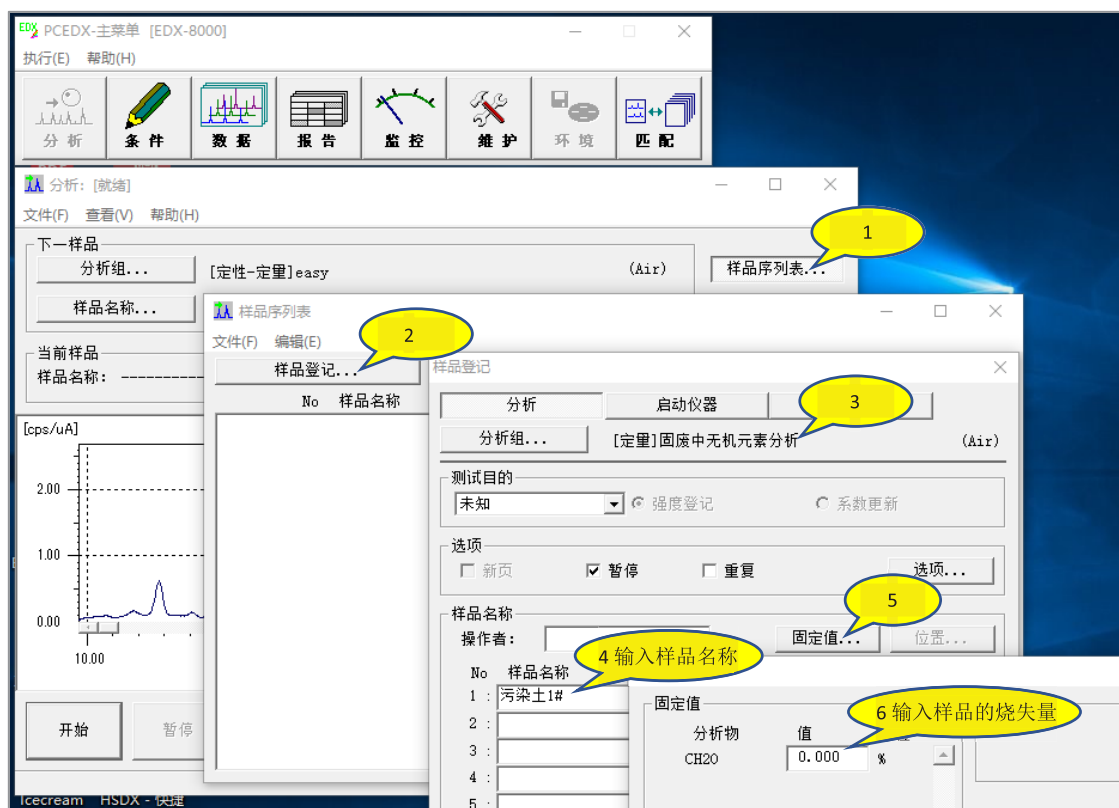 PCEDX-主菜单 [EDX-8000]
执行(E) 帮助(H)
分析 条件 数据 报告 监控 维护 环境 匹配
分析: [就绪]
文件(F) 查看(V) 帮助(H)
1
下一样品
分析组... [定性-定量]easy (Air) 样品序列表...
样品名称...
样品序列表
2
文件(F) 编辑(E)
当前样品
样品名称: ----------
样品登记...
No 样品名称
样品登记
分析 启动仪器
3
分析组... [定量]固废中无机元素分析 (Air)
测试目的
未知 强度登记 系数更新
选项
新页 暂停 重复 选项...
5
样品名称
操作者: 固定值... 位置...
4 输入样品名称
No 样品名称
1 : 污染土1#
2 :
3 :
4 :
5 :
固定值
6 输入样品的烧失量
分析物 值
CH2O 0.000 %
[cps/uA]
2.00
1.00
0.00
10.00
开始 暂停
Icecream HSDX - 快捷